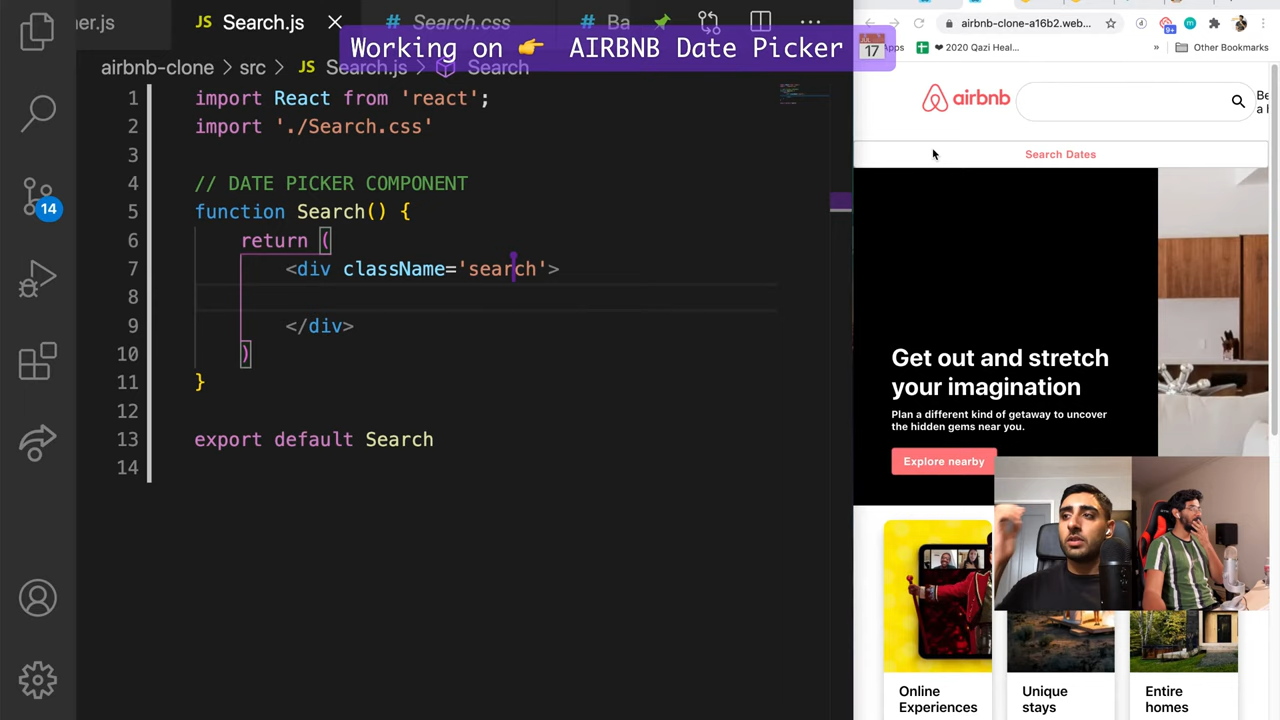 ner.js
JS Search.js
# Search.css
# Ba
Working on 👉 AIRBNB Date Picker 17
airbnb-clone > src > JS Search.js > Search
1 import React from 'react';
2 import './Search.css'
3
4 // DATE PICKER COMPONENT
5 function Search() {
6 return (
7 <div className='search'>
8
9 </div>
10 )
11 }
12
13 export default Search
14
14
airbnb-clone-a16b2.web...
9+
Apps
❤ 2020 Qazi Heal...
»
Other Bookmarks
airbnb
Be
a
Search Dates
Get out and stretch
your imagination
Plan a different kind of getaway to uncover
the hidden gems near you.
Explore nearby
Online
Experiences
Unique
stays
Entire
homes